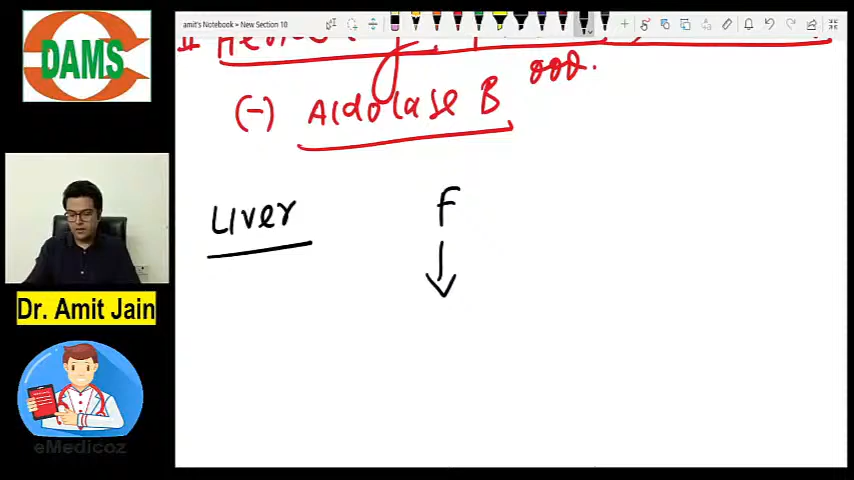 amit's Notebook > New Section 10
DAMS
(-) Aldolase B
Liver F
Dr. Amit Jain
eMedicoz